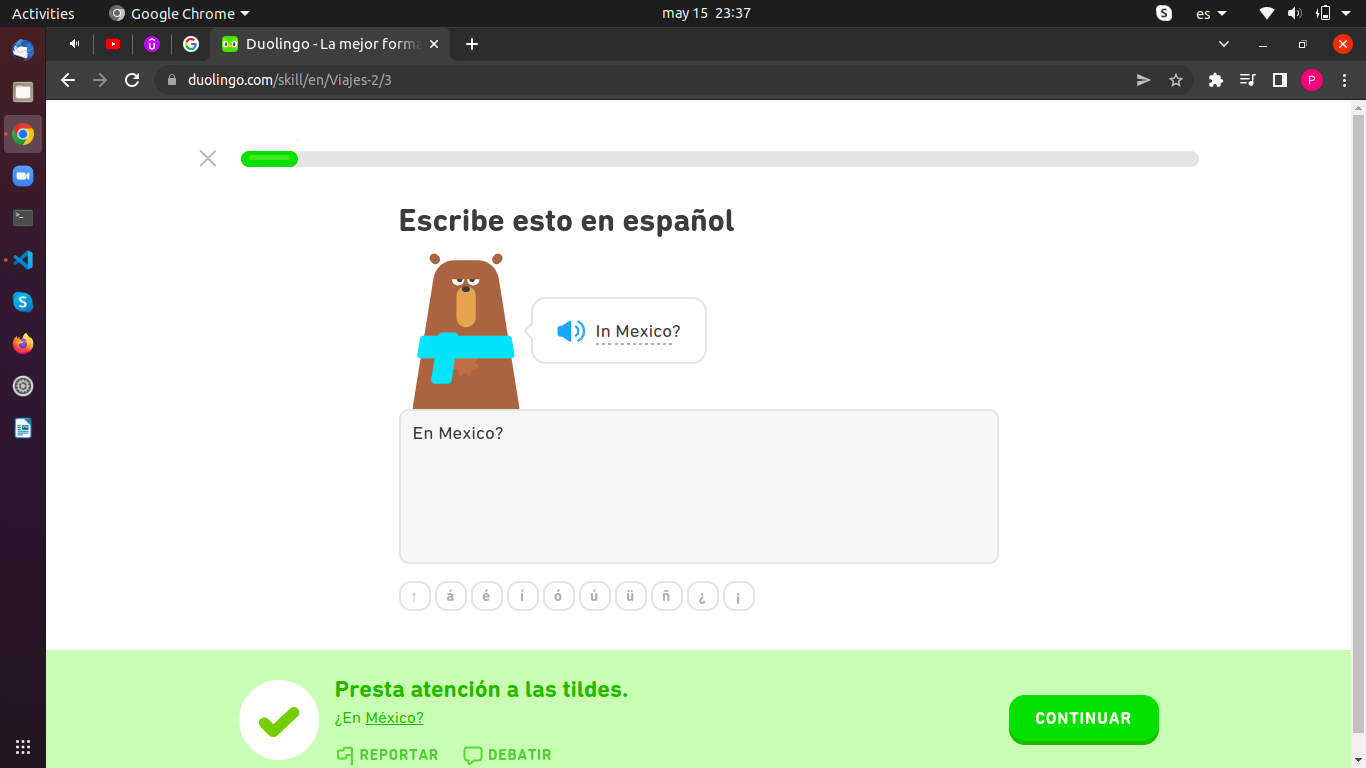 Activities
Google Chrome
may 15 23:37
es
Duolingo - La mejor forma
duolingo.com/skill/en/Viajes-2/3
P
Escribe esto en español
In Mexico?
En Mexico?
↑ á é í ó ú ü ñ ¿ ¡
Presta atención a las tildes.
¿En México?
CONTINUAR
REPORTAR
DEBATIR